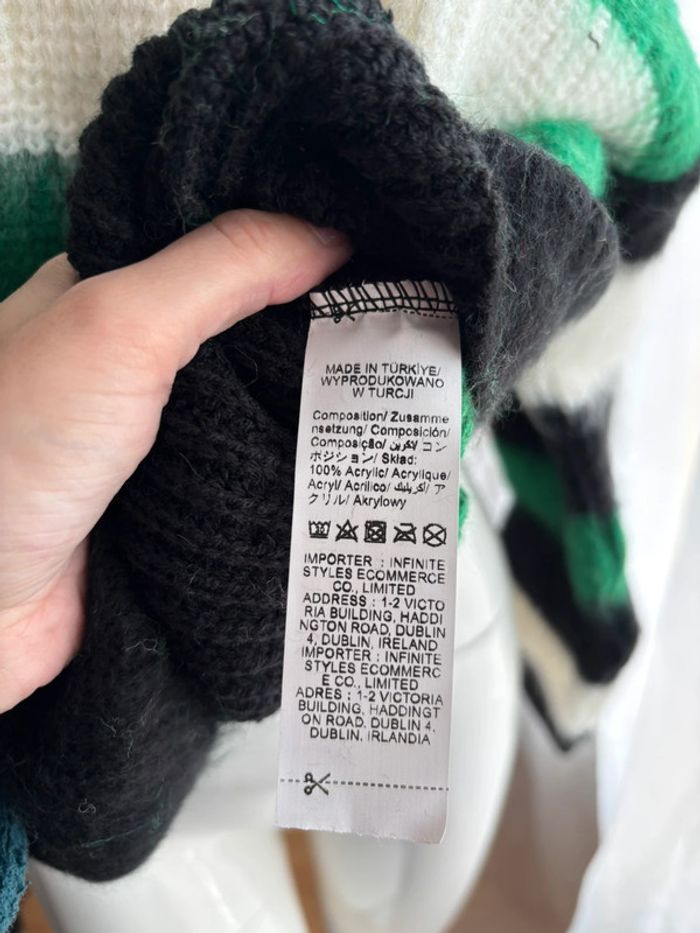 MADE IN TÜRKİYE/
WYPRODUKOWANO
W TURCJI
Composition/ Zusamme
nsetzung/ Composición/
Composição/ تكوين/ コン
ポジション/ Skład:
100% Acrylic/ Acrylique/
Acryl/ Acrílico/ أكريليك/ ア
クリル/ Akrylowy
IMPORTER : INFINITE
STYLES ECOMMERCE
CO., LIMITED
ADDRESS : 1-2 VICTO
RIA BUILDING, HADDI
NGTON ROAD, DUBLIN
4, DUBLIN, IRELAND
IMPORTER : INFINITE
STYLES ECOMMERC
E CO., LIMITED
ADRES : 1-2 VICTORIA
BUILDING, HADDINGT
ON ROAD, DUBLIN 4,
DUBLIN, IRLANDIA